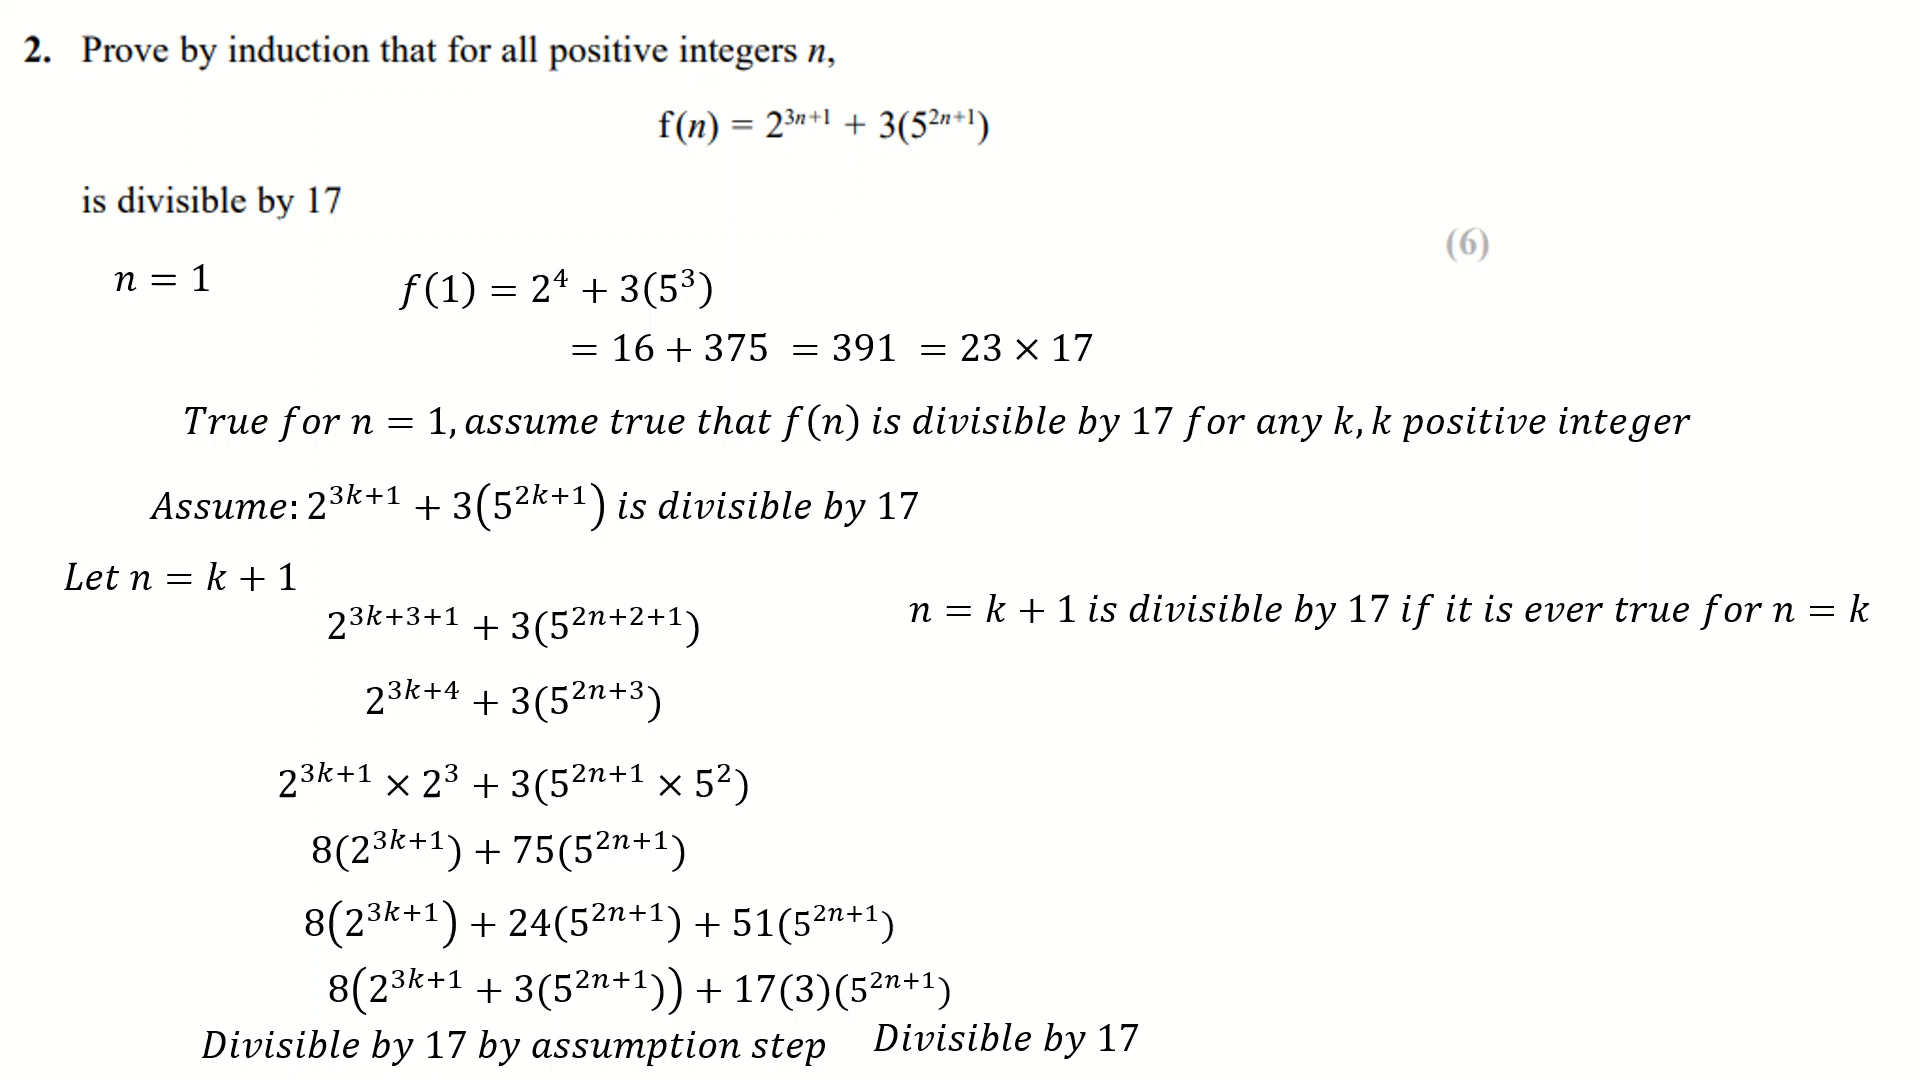 2. Prove by induction that for all positive integers n,
f(n) = 2^{3n+1} + 3(5^{2n+1})
is divisible by 17
(6)
n = 1
f(1) = 2^4 + 3(5^3)
= 16 + 375 = 391 = 23 × 17
True for n = 1, assume true that f(n) is divisible by 17 for any k, k positive integer
Assume: 2^{3k+1} + 3(5^{2k+1}) is divisible by 17
Let n = k + 1
2^{3k+3+1} + 3(5^{2n+2+1})
n = k + 1 is divisible by 17 if it is ever true for n = k
2^{3k+4} + 3(5^{2n+3})
2^{3k+1} × 2^3 + 3(5^{2n+1} × 5^2)
8(2^{3k+1}) + 75(5^{2n+1})
8(2^{3k+1}) + 24(5^{2n+1}) + 51(5^{2n+1})
8(2^{3k+1} + 3(5^{2n+1})) + 17(3)(5^{2n+1})
Divisible by 17 by assumption step
Divisible by 17